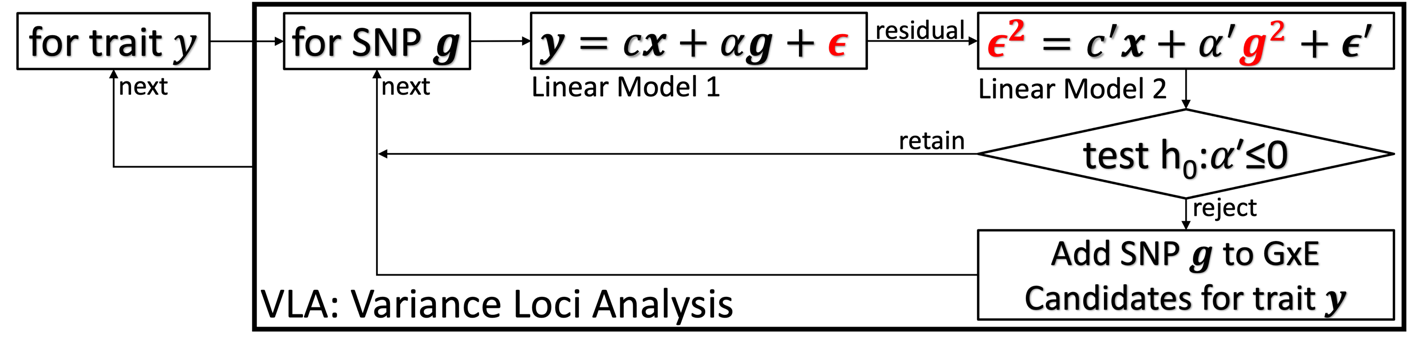 for trait y
for SNP g
y = cx + αg + ϵ
residual
ϵ² = c′x + α′g² + ϵ′
next
next
Linear Model 1
Linear Model 2
retain
test h₀:α′≤0
reject
Add SNP g to GxE
Candidates for trait y
VLA: Variance Loci Analysis